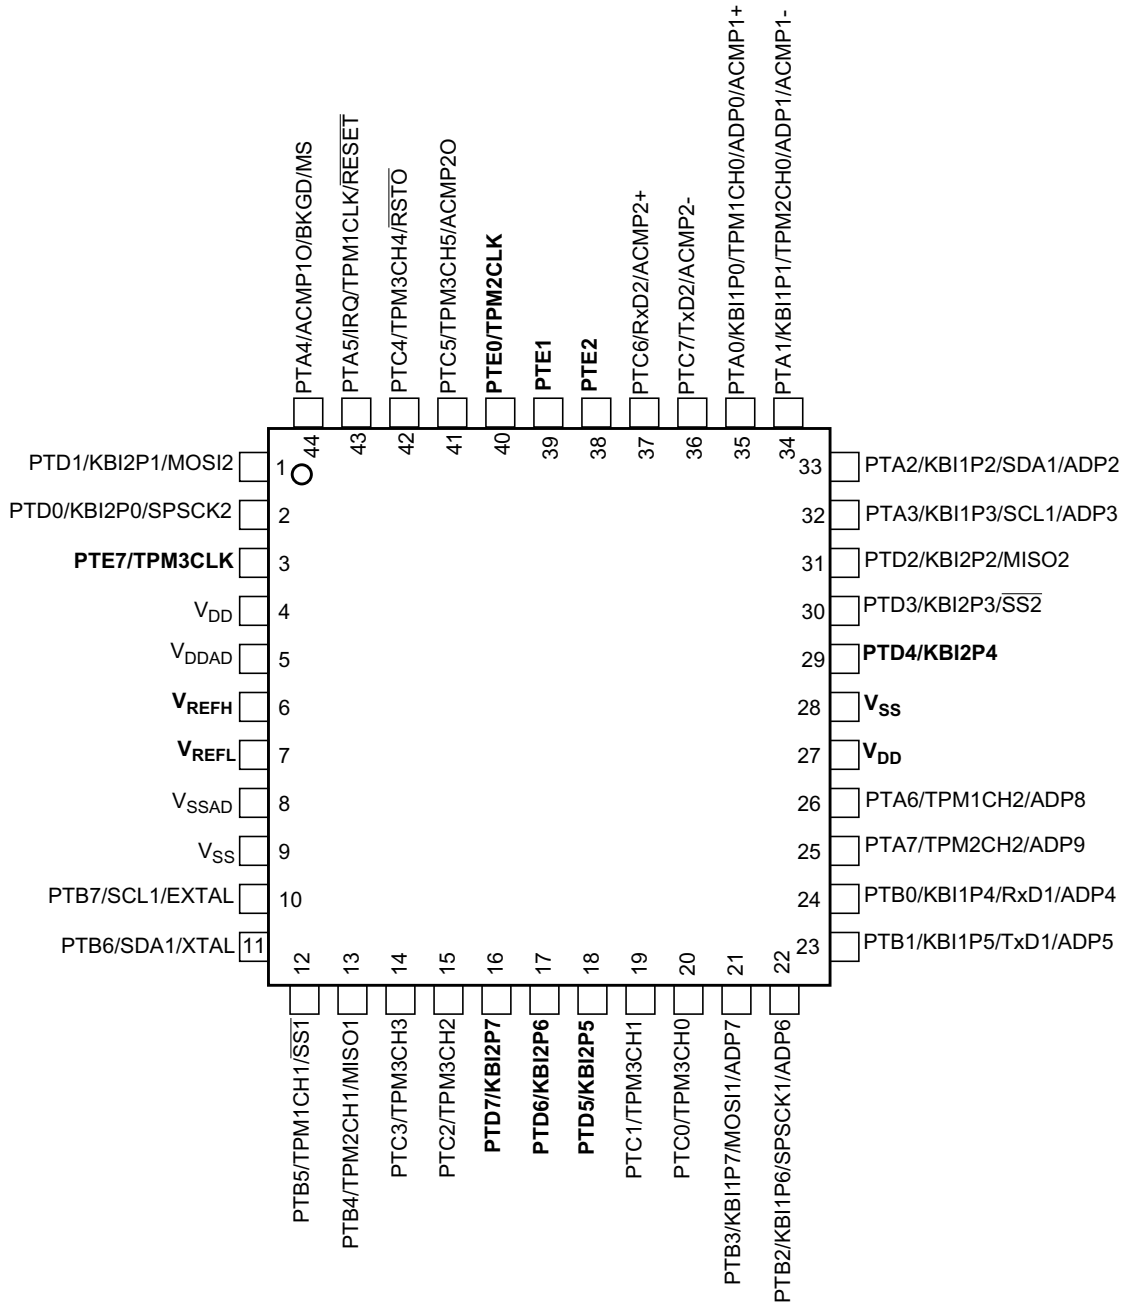 PTA4/ACMP1O/BKGD/MS
PTA5/IRQ/TPM1CLK/RESET
PTC4/TPM3CH4/RSTO
PTC5/TPM3CH5/ACMP2O
PTE0/TPM2CLK
PTE1
PTE2
PTC6/RxD2/ACMP2+
PTC7/TxD2/ACMP2-
PTA0/KBI1P0/TPM1CH0/ADP0/ACMP1+
PTA1/KBI1P1/TPM2CH0/ADP1/ACMP1-
44
43
42
41
40
39
38
37
36
35
34
PTD1/KBI2P1/MOSI2 1
PTD0/KBI2P0/SPSCK2 2
PTE7/TPM3CLK 3
VDD 4
VDDAD 5
VREFH 6
VREFL 7
VSSAD 8
VSS 9
PTB7/SCL1/EXTAL 10
PTB6/SDA1/XTAL 11
33 PTA2/KBI1P2/SDA1/ADP2
32 PTA3/KBI1P3/SCL1/ADP3
31 PTD2/KBI2P2/MISO2
30 PTD3/KBI2P3/SS2
29 PTD4/KBI2P4
28 VSS
27 VDD
26 PTA6/TPM1CH2/ADP8
25 PTA7/TPM2CH2/ADP9
24 PTB0/KBI1P4/RxD1/ADP4
23 PTB1/KBI1P5/TxD1/ADP5
12
13
14
15
16
17
18
19
20
21
22
PTB5/TPM1CH1/SS1
PTB4/TPM2CH1/MISO1
PTC3/TPM3CH3
PTC2/TPM3CH2
PTD7/KBI2P7
PTD6/KBI2P6
PTD5/KBI2P5
PTC1/TPM3CH1
PTC0/TPM3CH0
PTB3/KBI1P7/MOSI1/ADP7
PTB2/KBI1P6/SPSCK1/ADP6